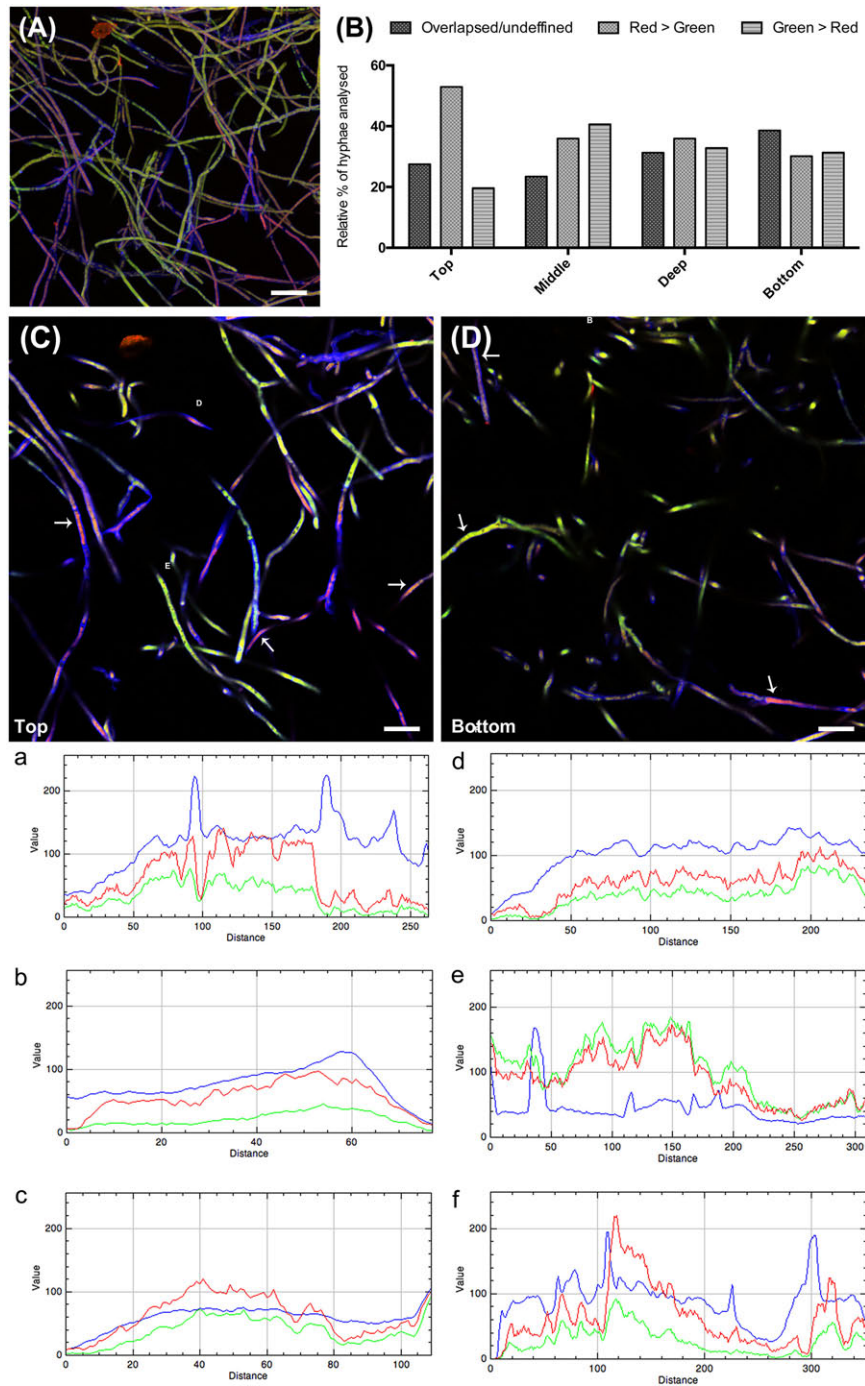 (A)
(B)
Overlapsed/undeffined Red > Green Green > Red
Relative % of hyphae analysed
60
40
20
0
Top Middle Deep Bottom
(C)
D
E
Top
(D)
B
Bottom
a
Value
200
100
0
0 50 100 150 200 250
Distance
d
Value
200
100
0
0 50 100 150 200
Distance
b
Value
200
100
0
0 20 40 60
Distance
e
Value
200
100
0
0 50 100 150 200 250 300
Distance
c
Value
200
100
0
0 20 40 60 80 100
Distance
f
Value
200
100
0
0 100 200 300
Distance